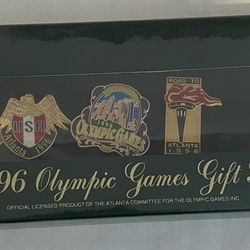 USA
Atlanta 1996
OLYMPIC GAMES
ROAD TO
ATLANTA
1996
96 Olympic Games Gift S
OFFICIAL LICENSED PRODUCT OF THE ATLANTA COMMITTEE FOR THE OLYMPIC GAMES INC